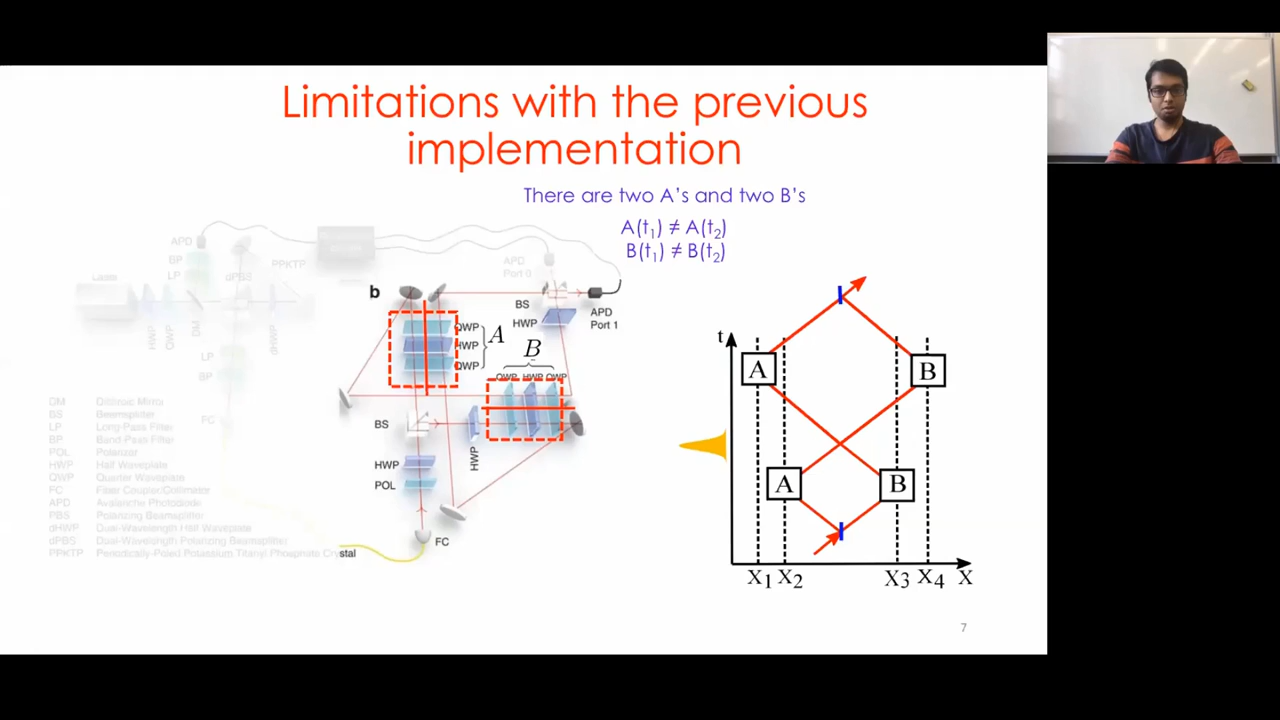 Limitations with the previous
implementation
There are two A's and two B's
A(t₁) ≠ A(t₂)
B(t₁) ≠ B(t₂)
APD
BP
LP
dPBS
PPKTP
Laser
HWP
QWP
DM
dHWP
LP
BP
FC
APD
Port 0
b
BS
HWP
APD
Port 1
QWP
HWP
QWP
A
B
QWP HWP QWP
BS
HWP
HWP
POL
FC
stal
DM Dichroic Mirror
BS Beamsplitter
LP Long-Pass Filter
BP Band Pass Filter
POL Polarizer
HWP Half Waveplate
QWP Quarter Waveplate
FC Fiber Coupler/Collimator
APD Avalanche Photodiode
PBS Polarizing Beamsplitter
dHWP Dual-Wavelength Half Waveplate
dPBS Dual-Wavelength Polarizing Beamsplitter
PPKTP Periodically-Poled Potassium Titanyl Phosphate Crystal
t
A B
A B
X₁ X₂ X₃ X₄ X
7